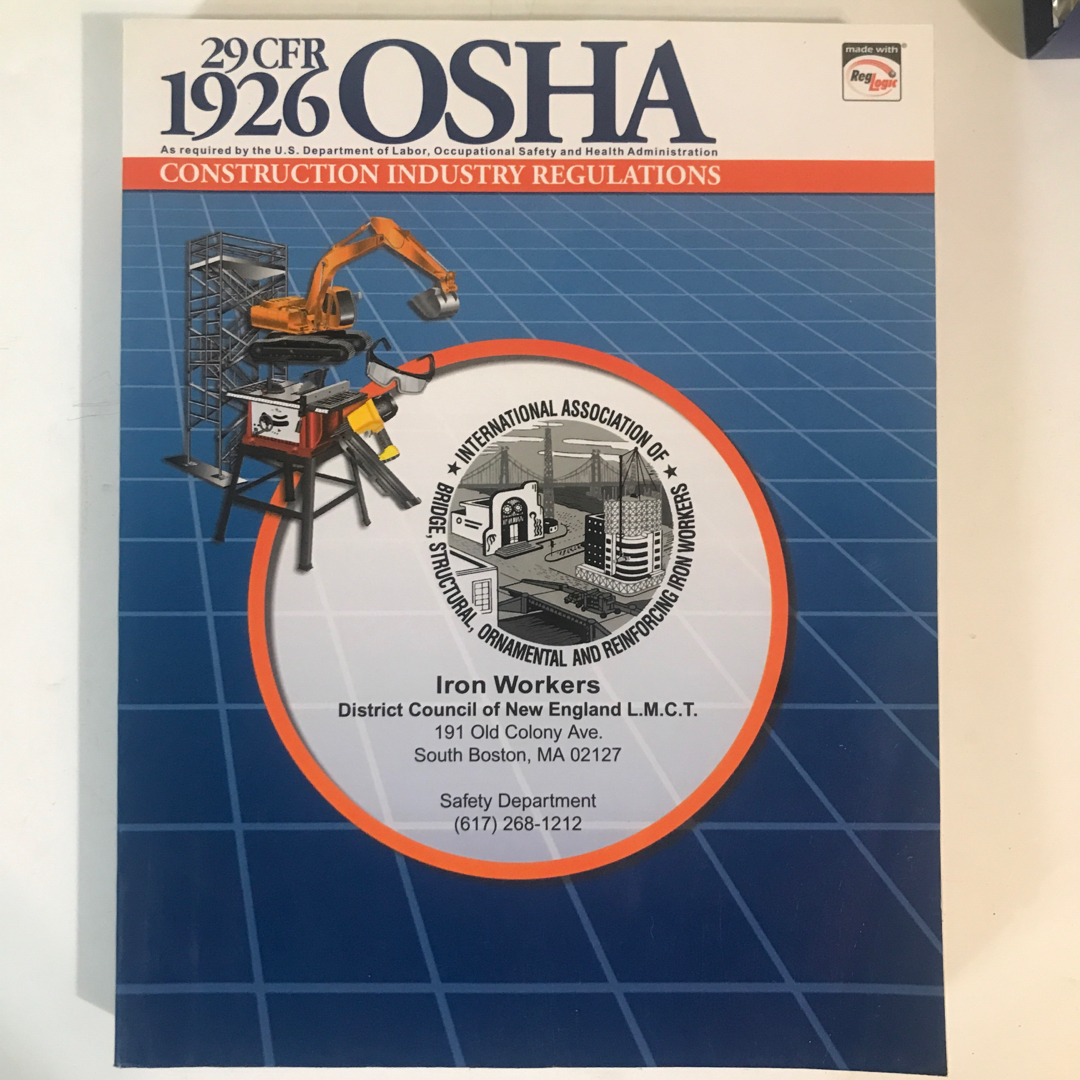 29 CFR
1926 OSHA
made with
RegLogic
As required by the U.S. Department of Labor, Occupational Safety and Health Administration
CONSTRUCTION INDUSTRY REGULATIONS
★ INTERNATIONAL ASSOCIATION OF ★
BRIDGE, STRUCTURAL, ORNAMENTAL AND REINFORCING IRON WORKERS
Iron Workers
District Council of New England L.M.C.T.
191 Old Colony Ave.
South Boston, MA 02127
Safety Department
(617) 268-1212